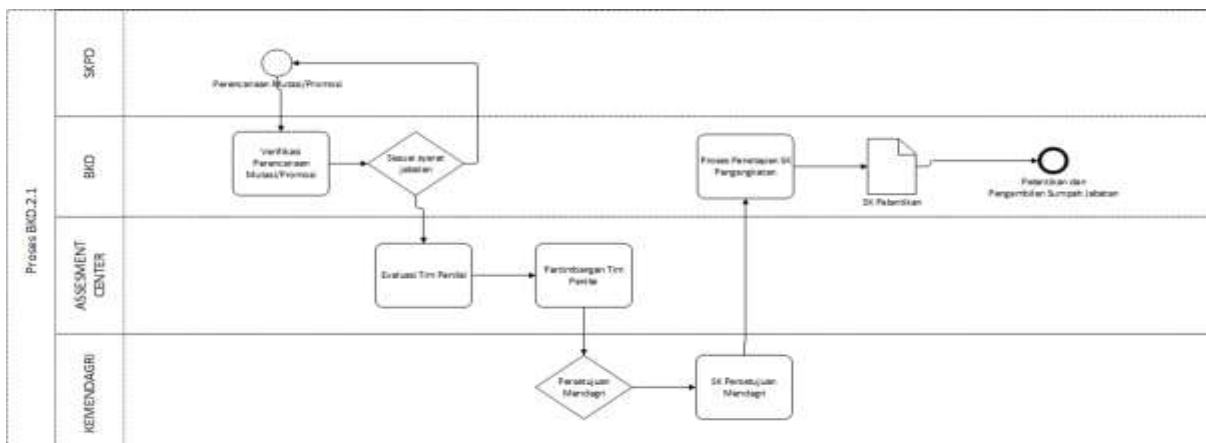 Proses BKD.2.1
SKPD
Perencanaan Mutasi/Promosi
BKD
Verifikasi
Perencanaan
Mutasi/Promosi
Sesuai syarat
jabatan
Proses Penetapan SK
Pengangkatan
SK Pelantikan
Pelantikan dan
Pengambilan Sumpah Jabatan
ASSESMENT
CENTER
Evaluasi Tim Penilai
Pertimbangan Tim
Penilai
KEMENDAGRI
Persetujuan
Mendagri
SK Persetujuan
Mendagri